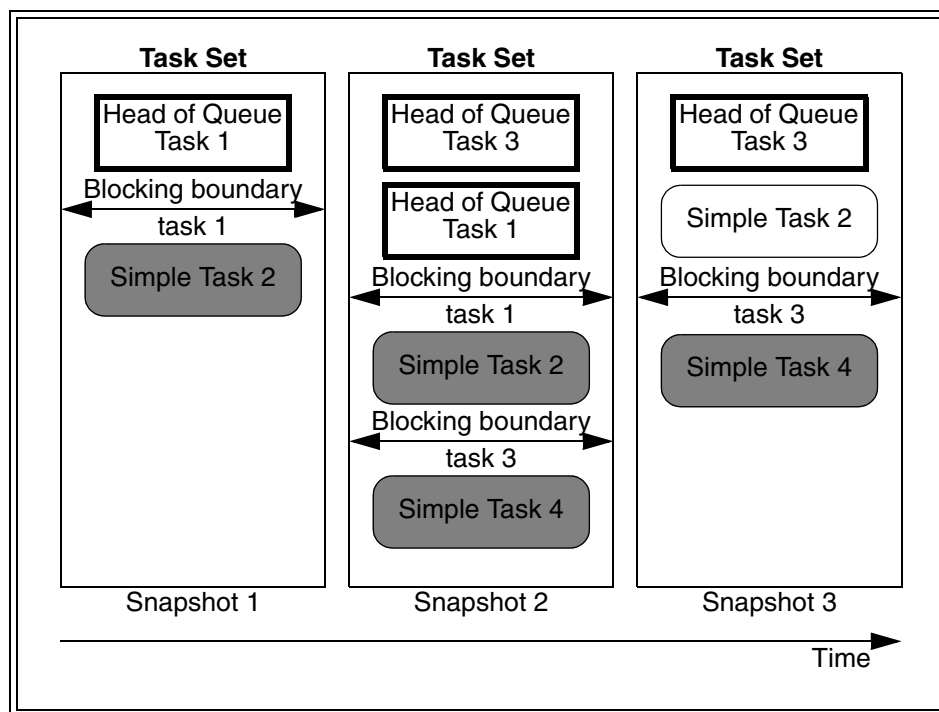 Task Set
Head of Queue
Task 1
Blocking boundary
task 1
Simple Task 2
Snapshot 1
Task Set
Head of Queue
Task 3
Head of Queue
Task 1
Blocking boundary
task 1
Simple Task 2
Blocking boundary
task 3
Simple Task 4
Snapshot 2
Task Set
Head of Queue
Task 3
Simple Task 2
Blocking boundary
task 3
Simple Task 4
Snapshot 3
Time